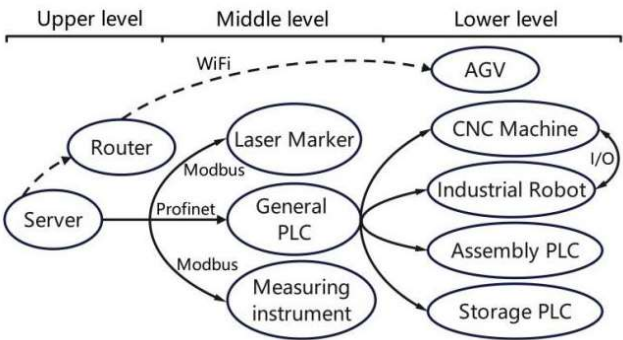 Upper level
Middle level
Lower level
WiFi
AGV
Router
Laser Marker
CNC Machine
Modbus
I/O
Server
Profinet
General
PLC
Industrial Robot
Modbus
Assembly PLC
Measuring
instrument
Storage PLC